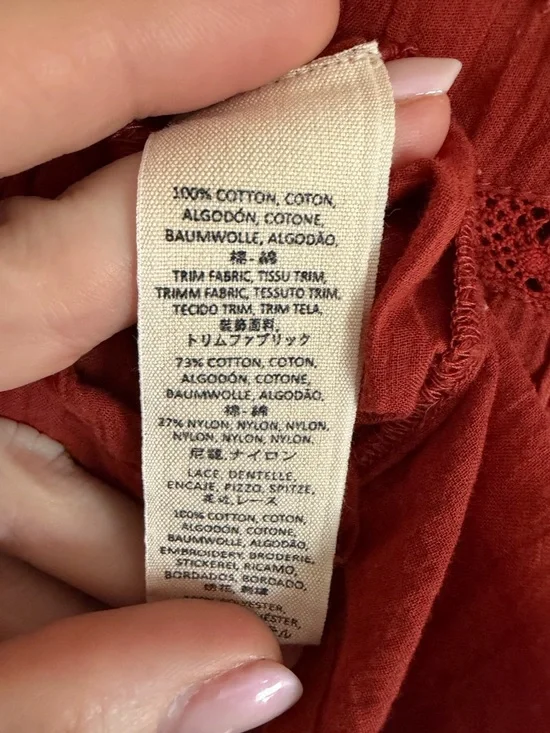 100% COTTON, COTON,
ALGODÓN, COTONE,
BAUMWOLLE, ALGODÃO,
棉 - 綿
TRIM FABRIC, TISSU TRIM,
TRIMM FABRIC, TESSUTO TRIM,
TECIDO TRIM, TRIM TELA,
装飾面料,
トリムファブリック
73% COTTON, COTON,
ALGODÓN, COTONE,
BAUMWOLLE, ALGODÃO,
棉 - 綿
27% NYLON, NYLON, NYLON,
NYLON, NYLON, NYLON,
尼龍, ナイロン
LACE, DENTELLE,
ENCAJE, PIZZO, SPITZE,
レース
100% COTTON, COTON,
ALGODÓN, COTONE,
BAUMWOLLE, ALGODÃO,
EMBROIDERY, BRODERIE,
STICKEREI, RICAMO,
BORDADOS, BORDADO,
绣花, 刺繍